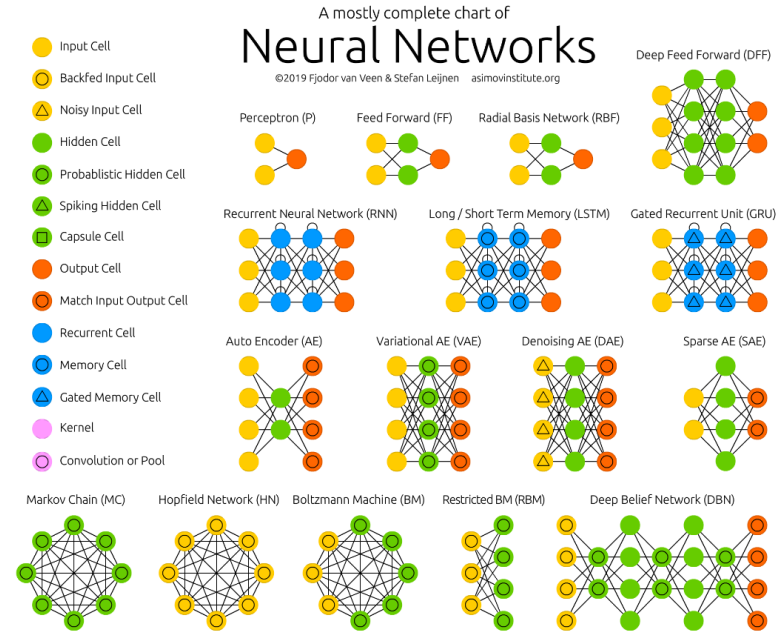 A mostly complete chart of
Neural Networks
©2019 Fjodor van Veen & Stefan Leijnen asimovinstitute.org
Input Cell
Backfed Input Cell
Noisy Input Cell
Hidden Cell
Probablistic Hidden Cell
Spiking Hidden Cell
Capsule Cell
Output Cell
Match Input Output Cell
Recurrent Cell
Memory Cell
Gated Memory Cell
Kernel
Convolution or Pool
Deep Feed Forward (DFF)
Perceptron (P)
Feed Forward (FF)
Radial Basis Network (RBF)
Recurrent Neural Network (RNN)
Long / Short Term Memory (LSTM)
Gated Recurrent Unit (GRU)
Auto Encoder (AE)
Variational AE (VAE)
Denoising AE (DAE)
Sparse AE (SAE)
Markov Chain (MC)
Hopfield Network (HN)
Boltzmann Machine (BM)
Restricted BM (RBM)
Deep Belief Network (DBN)